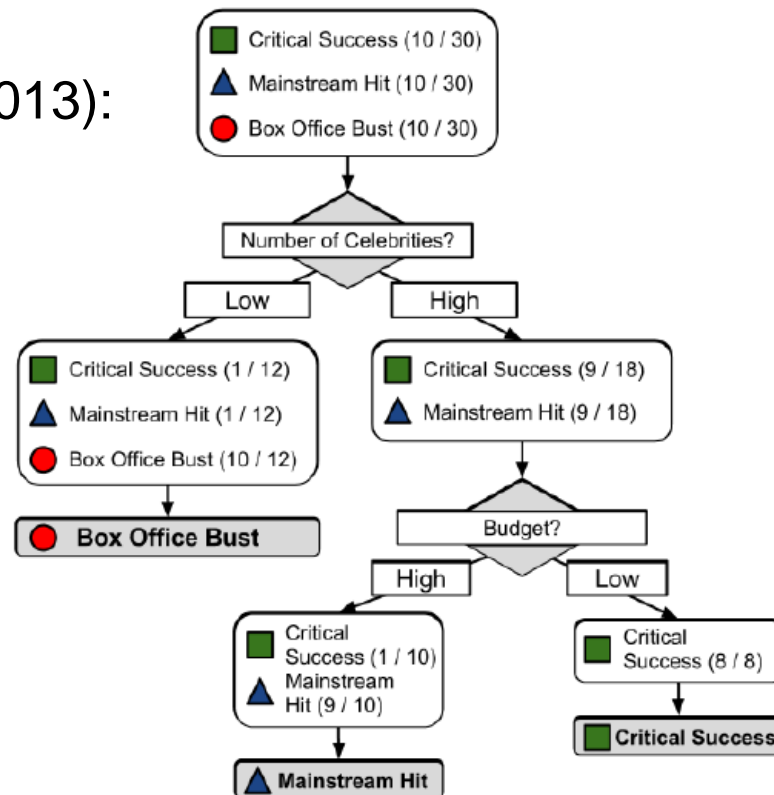 Critical Success (10 / 30)
013):
Mainstream Hit (10 / 30)
Box Office Bust (10 / 30)
Number of Celebrities?
Low
High
Critical Success (1 / 12)
Mainstream Hit (1 / 12)
Box Office Bust (10 / 12)
Box Office Bust
Critical Success (9 / 18)
Mainstream Hit (9 / 18)
Budget?
High
Low
Critical
Success (1 / 10)
Mainstream
Hit (9 / 10)
Mainstream Hit
Critical
Success (8 / 8)
Critical Success